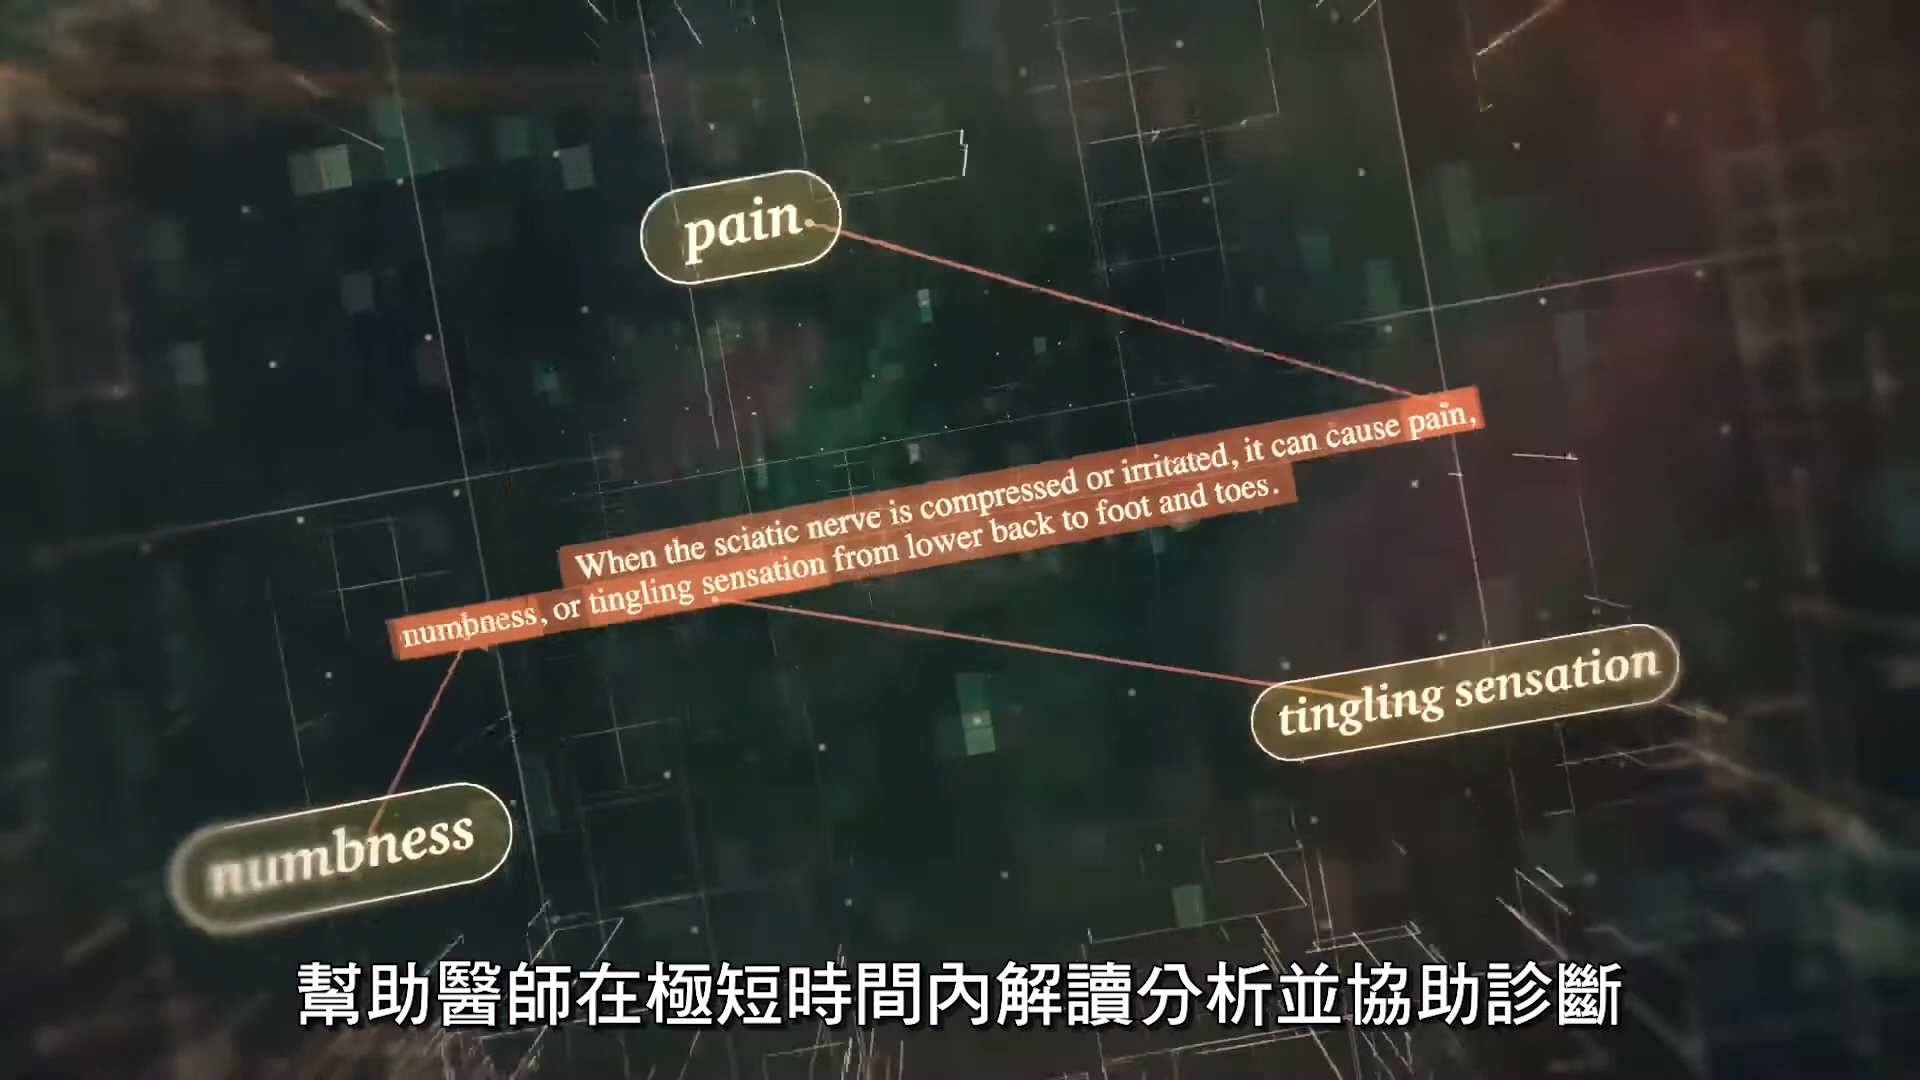 pain
When the sciatic nerve is compressed or irritated, it can cause pain,
numbness, or tingling sensation from lower back to foot and toes.
tingling sensation
numbness
幫助醫師在極短時間內解讀分析並協助診斷